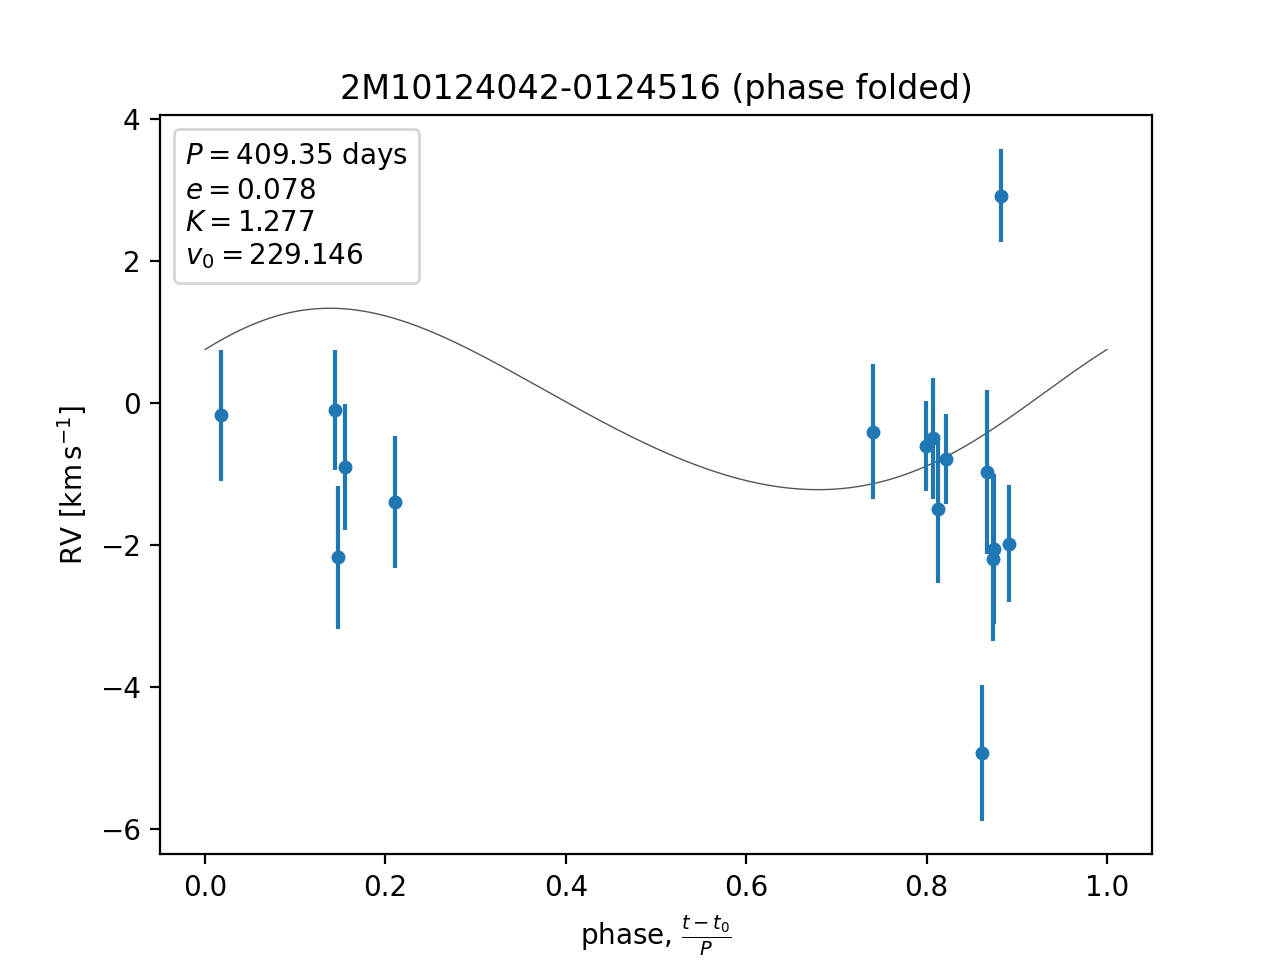 2M10124042-0124516 (phase folded)
P = 409.35 days
e = 0.078
K = 1.277
v₀ = 229.146
4
2
0
−2
−4
−6
RV [km s⁻¹]
0.0 0.2 0.4 0.6 0.8 1.0
phase, (t − t₀)/P